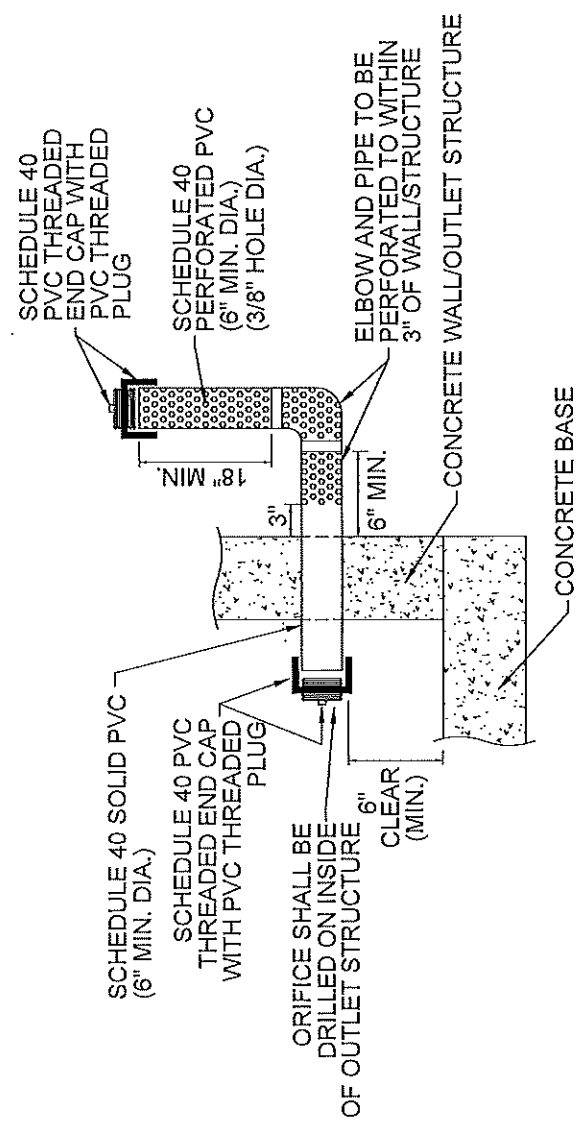 SCHEDULE 40
PVC THREADED
END CAP WITH
PVC THREADED
PLUG
SCHEDULE 40
PERFORATED PVC
(6" MIN. DIA.)
(3/8" HOLE DIA.)
ELBOW AND PIPE TO BE
PERFORATED TO WITHIN
3" OF WALL/STRUCTURE
CONCRETE WALL/OUTLET STRUCTURE
CONCRETE BASE
18" MIN.
3"
6" MIN.
SCHEDULE 40 SOLID PVC
(6" MIN. DIA.)
SCHEDULE 40 PVC
THREADED END CAP
WITH PVC THREADED
PLUG
ORIFICE SHALL BE
DRILLED ON INSIDE
OF OUTLET STRUCTURE
6"
CLEAR
(MIN.)